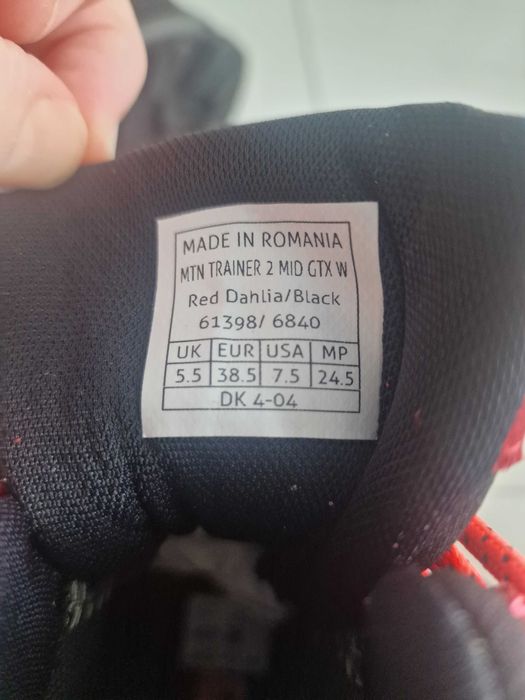 MADE IN ROMANIA
MTN TRAINER 2 MID GTX W
Red Dahlia/Black
61398/ 6840
UK EUR USA MP
5.5 38.5 7.5 24.5
DK 4-04